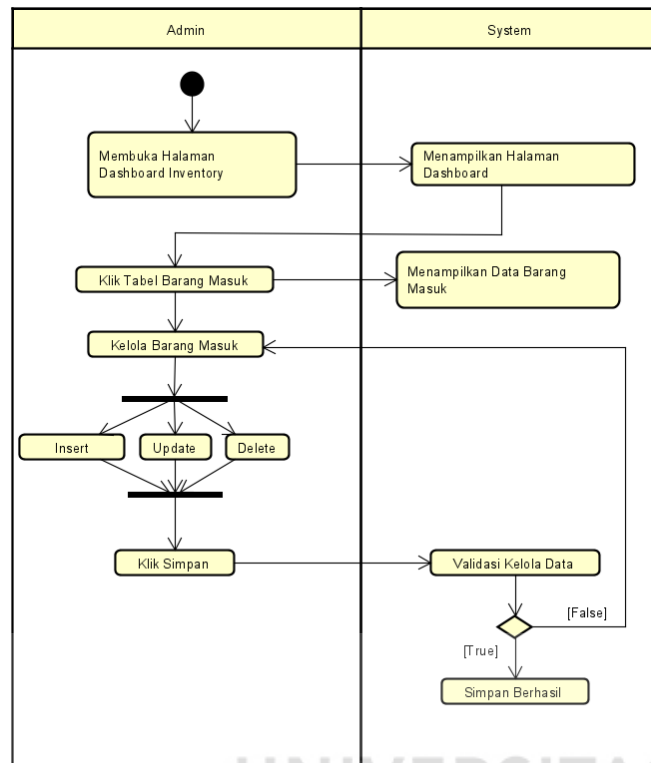 Admin
System
Membuka Halaman
Dashboard Inventory
Menampilkan Halaman
Dashboard
Klik Tabel Barang Masuk
Menampilkan Data Barang
Masuk
Kelola Barang Masuk
Insert
Update
Delete
Klik Simpan
Validasi Kelola Data
[False]
[True]
Simpan Berhasil